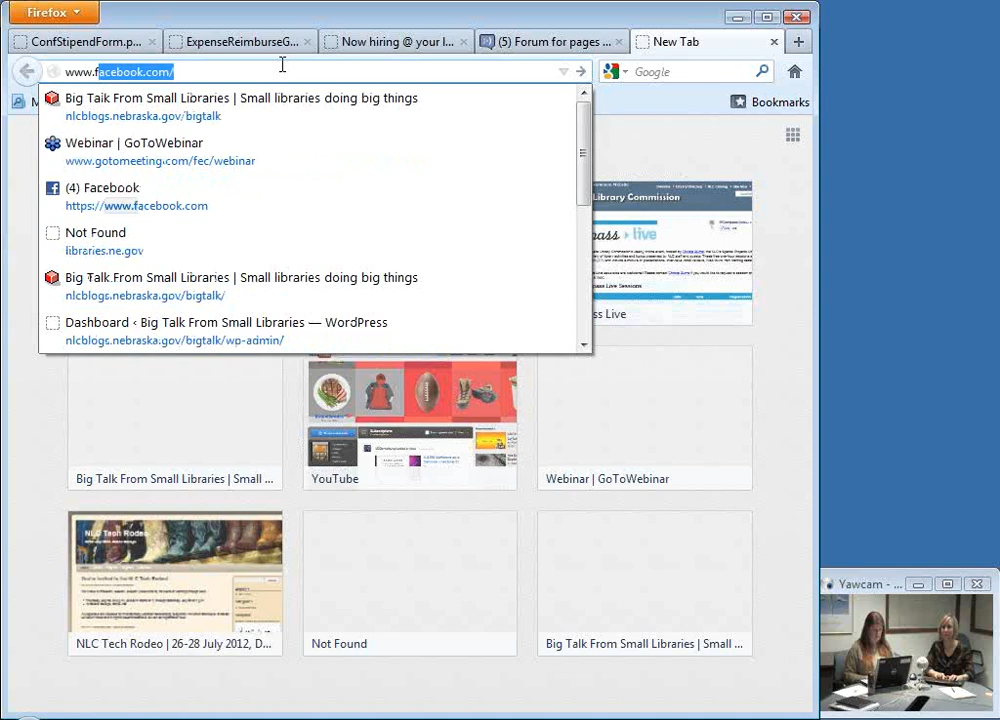 Firefox
ConfStipendForm.p...
ExpenseReimburseG...
Now hiring @ your l...
(5) Forum for pages ...
New Tab
www.facebook.com/
Google
M
Bookmarks
Big Talk From Small Libraries | Small libraries doing big things
nlcblogs.nebraska.gov/bigtalk
Webinar | GoToWebinar
www.gotomeeting.com/fec/webinar
(4) Facebook
https://www.facebook.com
Not Found
libraries.ne.gov
Big Talk From Small Libraries | Small libraries doing big things
nlcblogs.nebraska.gov/bigtalk/
Dashboard ‹ Big Talk From Small Libraries — WordPress
nlcblogs.nebraska.gov/bigtalk/wp-admin/
Library Commission
pass live
ss Live
Big Talk From Small Libraries | Small ...
YouTube
Webinar | GoToWebinar
NLC Tech Rodeo
NLC Tech Rodeo | 26-28 July 2012, D...
Not Found
Big Talk From Small Libraries | Small ...
Yawcam - ...